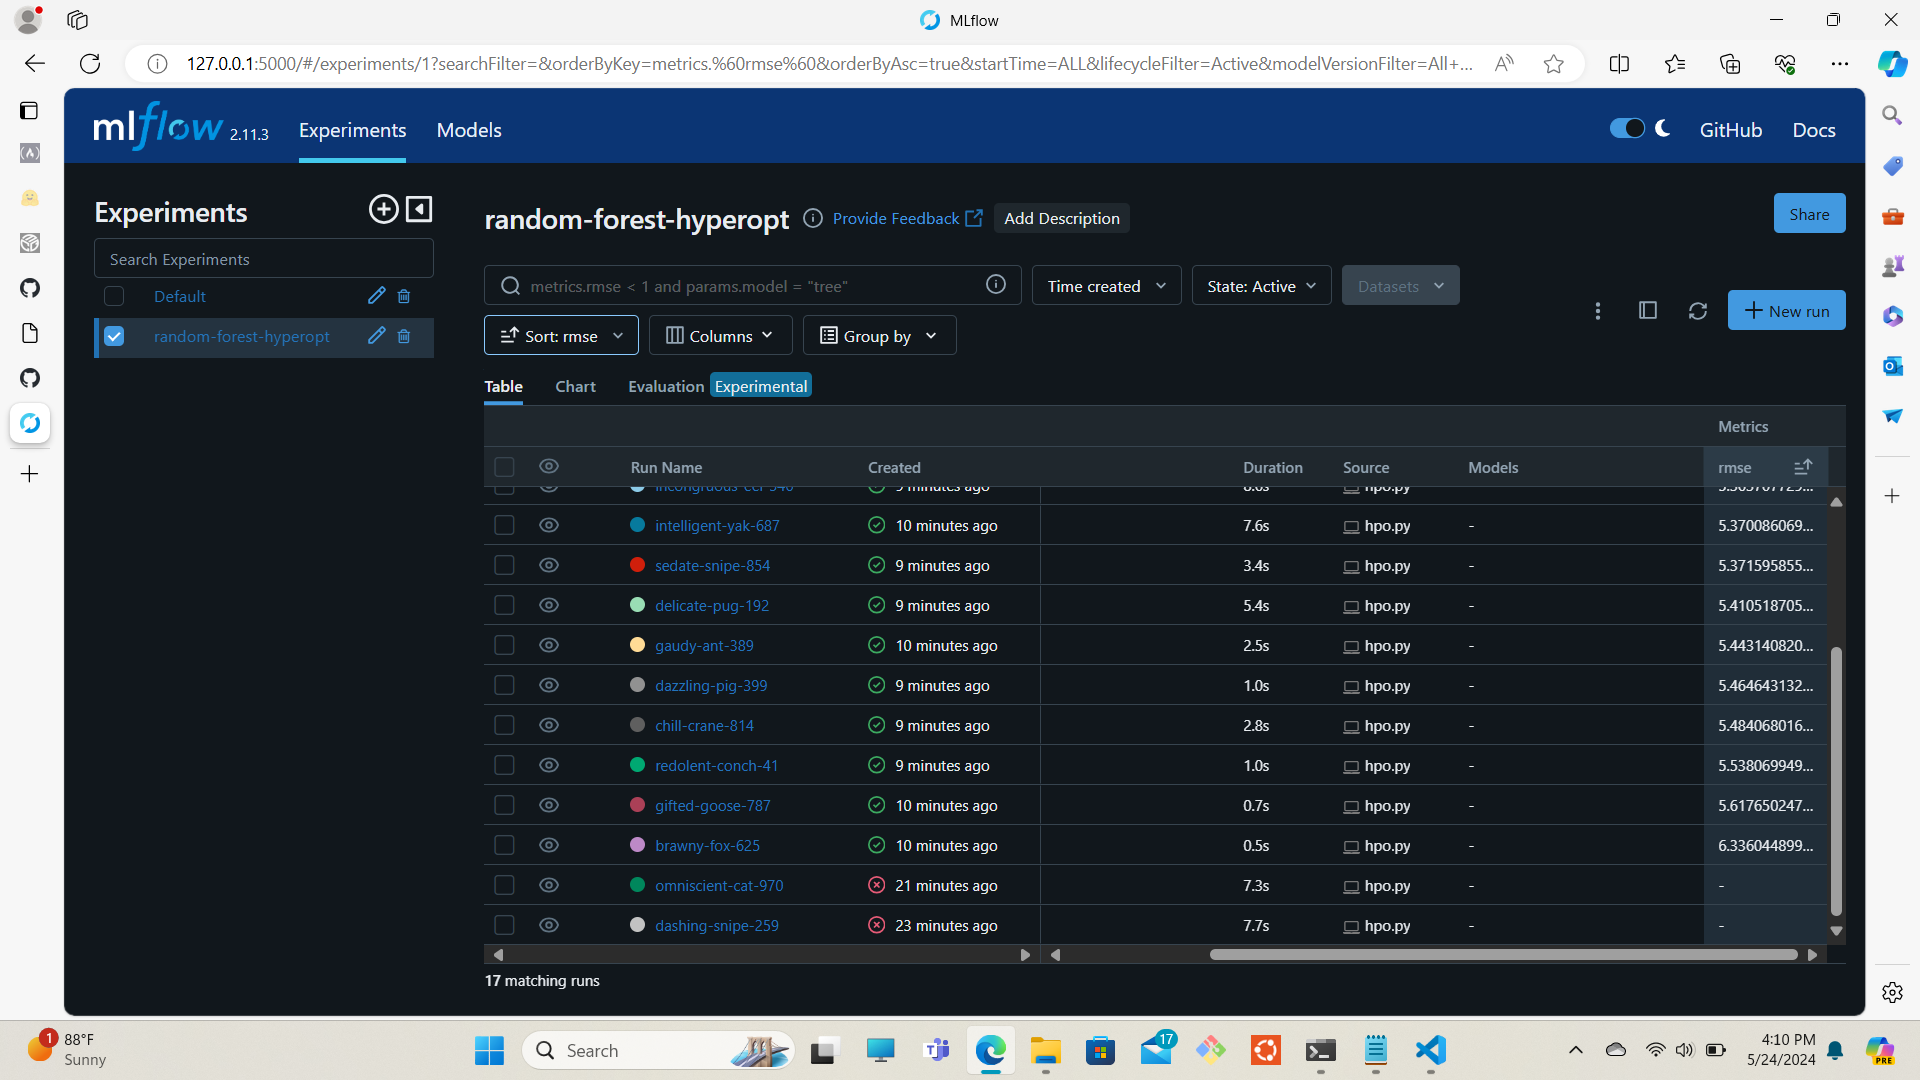 MLflow
127.0.0.1:5000/#/experiments/1?searchFilter=&orderByKey=metrics.%60rmse%60&orderByAsc=true&startTime=ALL&lifecycleFilter=Active&modelVersionFilter=All+...
mlflow 2.11.3 Experiments Models GitHub Docs
Experiments
Search Experiments
Default
random-forest-hyperopt
random-forest-hyperopt Provide Feedback Add Description Share
metrics.rmse < 1 and params.model = "tree" Time created State: Active Datasets
New run
Sort: rmse Columns Group by
Table Chart Evaluation Experimental
Metrics
Run Name Created Duration Source Models rmse
9 minutes ago hpo.py
intelligent-yak-687 10 minutes ago 7.6s hpo.py - 5.370086069...
sedate-snipe-854 9 minutes ago 3.4s hpo.py - 5.371595855...
delicate-pug-192 9 minutes ago 5.4s hpo.py - 5.410518705...
gaudy-ant-389 10 minutes ago 2.5s hpo.py - 5.443140820...
dazzling-pig-399 9 minutes ago 1.0s hpo.py - 5.464643132...
chill-crane-814 9 minutes ago 2.8s hpo.py - 5.484068016...
redolent-conch-41 9 minutes ago 1.0s hpo.py - 5.538069949...
gifted-goose-787 10 minutes ago 0.7s hpo.py - 5.617650247...
brawny-fox-625 10 minutes ago 0.5s hpo.py - 6.336044899...
omniscient-cat-970 21 minutes ago 7.3s hpo.py - -
dashing-snipe-259 23 minutes ago 7.7s hpo.py - -
17 matching runs
1 88°F
Sunny
Search
17
4:10 PM
5/24/2024
PRE